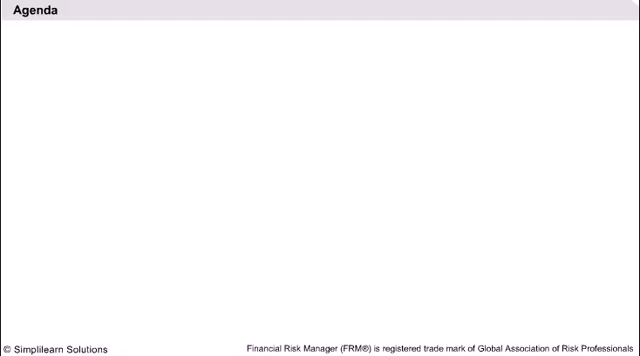 Agenda
© Simplilearn Solutions
Financial Risk Manager (FRM®) is registered trade mark of Global Association of Risk Professionals